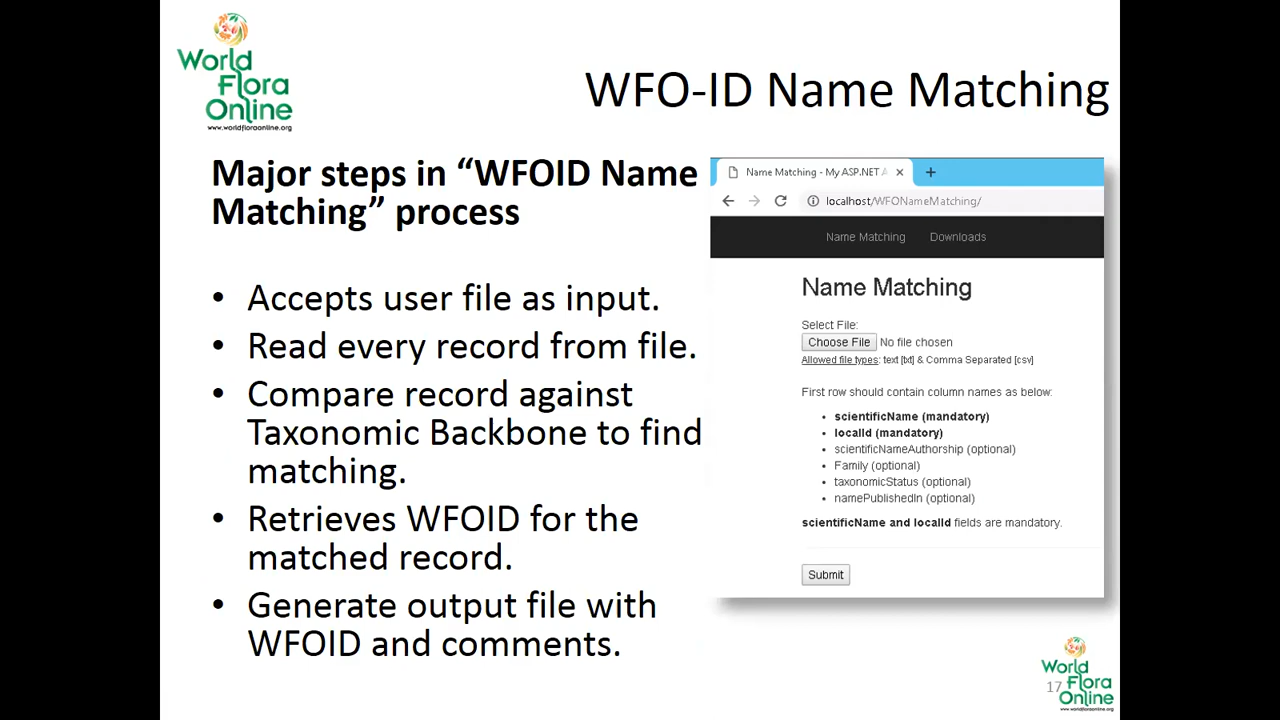 World
Flora
Online
www.worldfloraonline.org
WFO-ID Name Matching
Major steps in “WFOID Name
Matching” process
• Accepts user file as input.
• Read every record from file.
• Compare record against
Taxonomic Backbone to find
matching.
• Retrieves WFOID for the
matched record.
• Generate output file with
WFOID and comments.
Name Matching - My ASP.NET A
localhost/WFONameMatching/
Name Matching Downloads
Name Matching
Select File:
Choose File No file chosen
Allowed file types: text [txt] & Comma Separated [csv]
First row should contain column names as below:
• scientificName (mandatory)
• localId (mandatory)
• scientificNameAuthorship (optional)
• Family (optional)
• taxonomicStatus (optional)
• namePublishedIn (optional)
scientificName and localId fields are mandatory.
Submit
World
17 Flora
Online
www.worldfloraonline.org